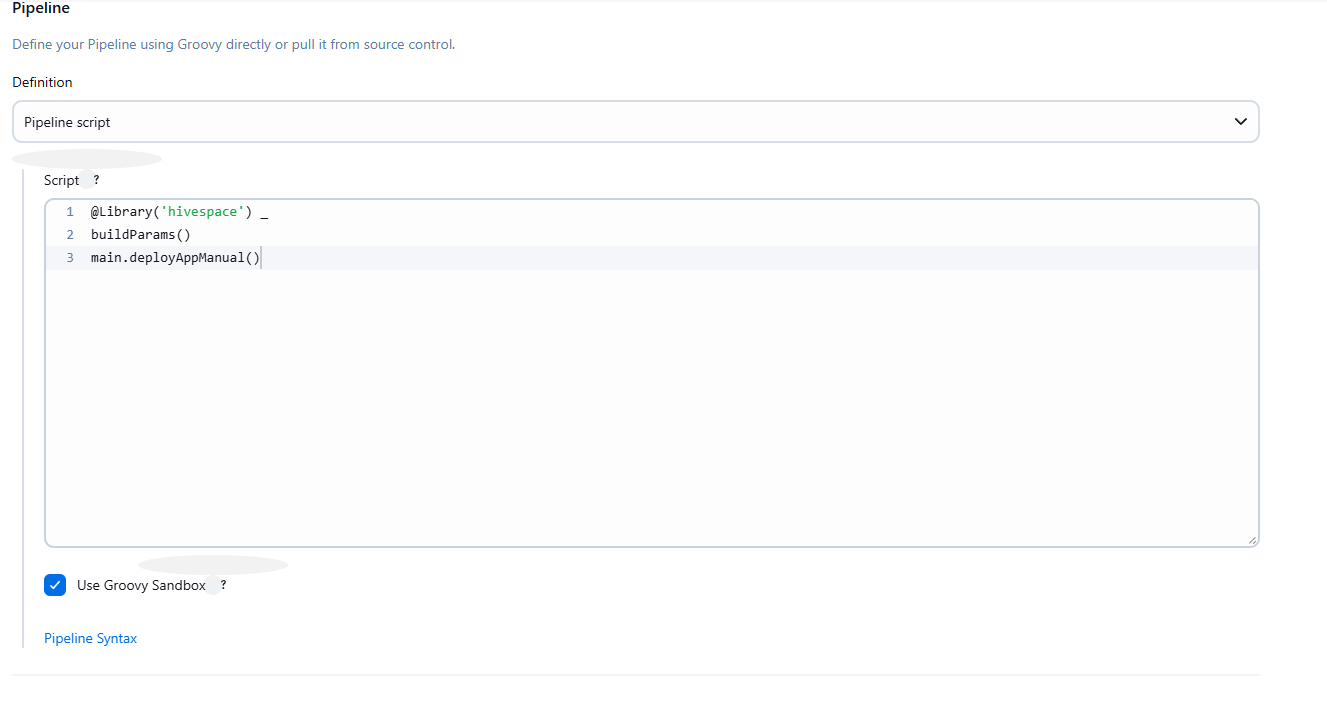 Pipeline
Define your Pipeline using Groovy directly or pull it from source control.
Definition
Pipeline script
Script ?
1 @Library('hivespace') _
2 buildParams()
3 main.deployAppManual()
Use Groovy Sandbox ?
Pipeline Syntax